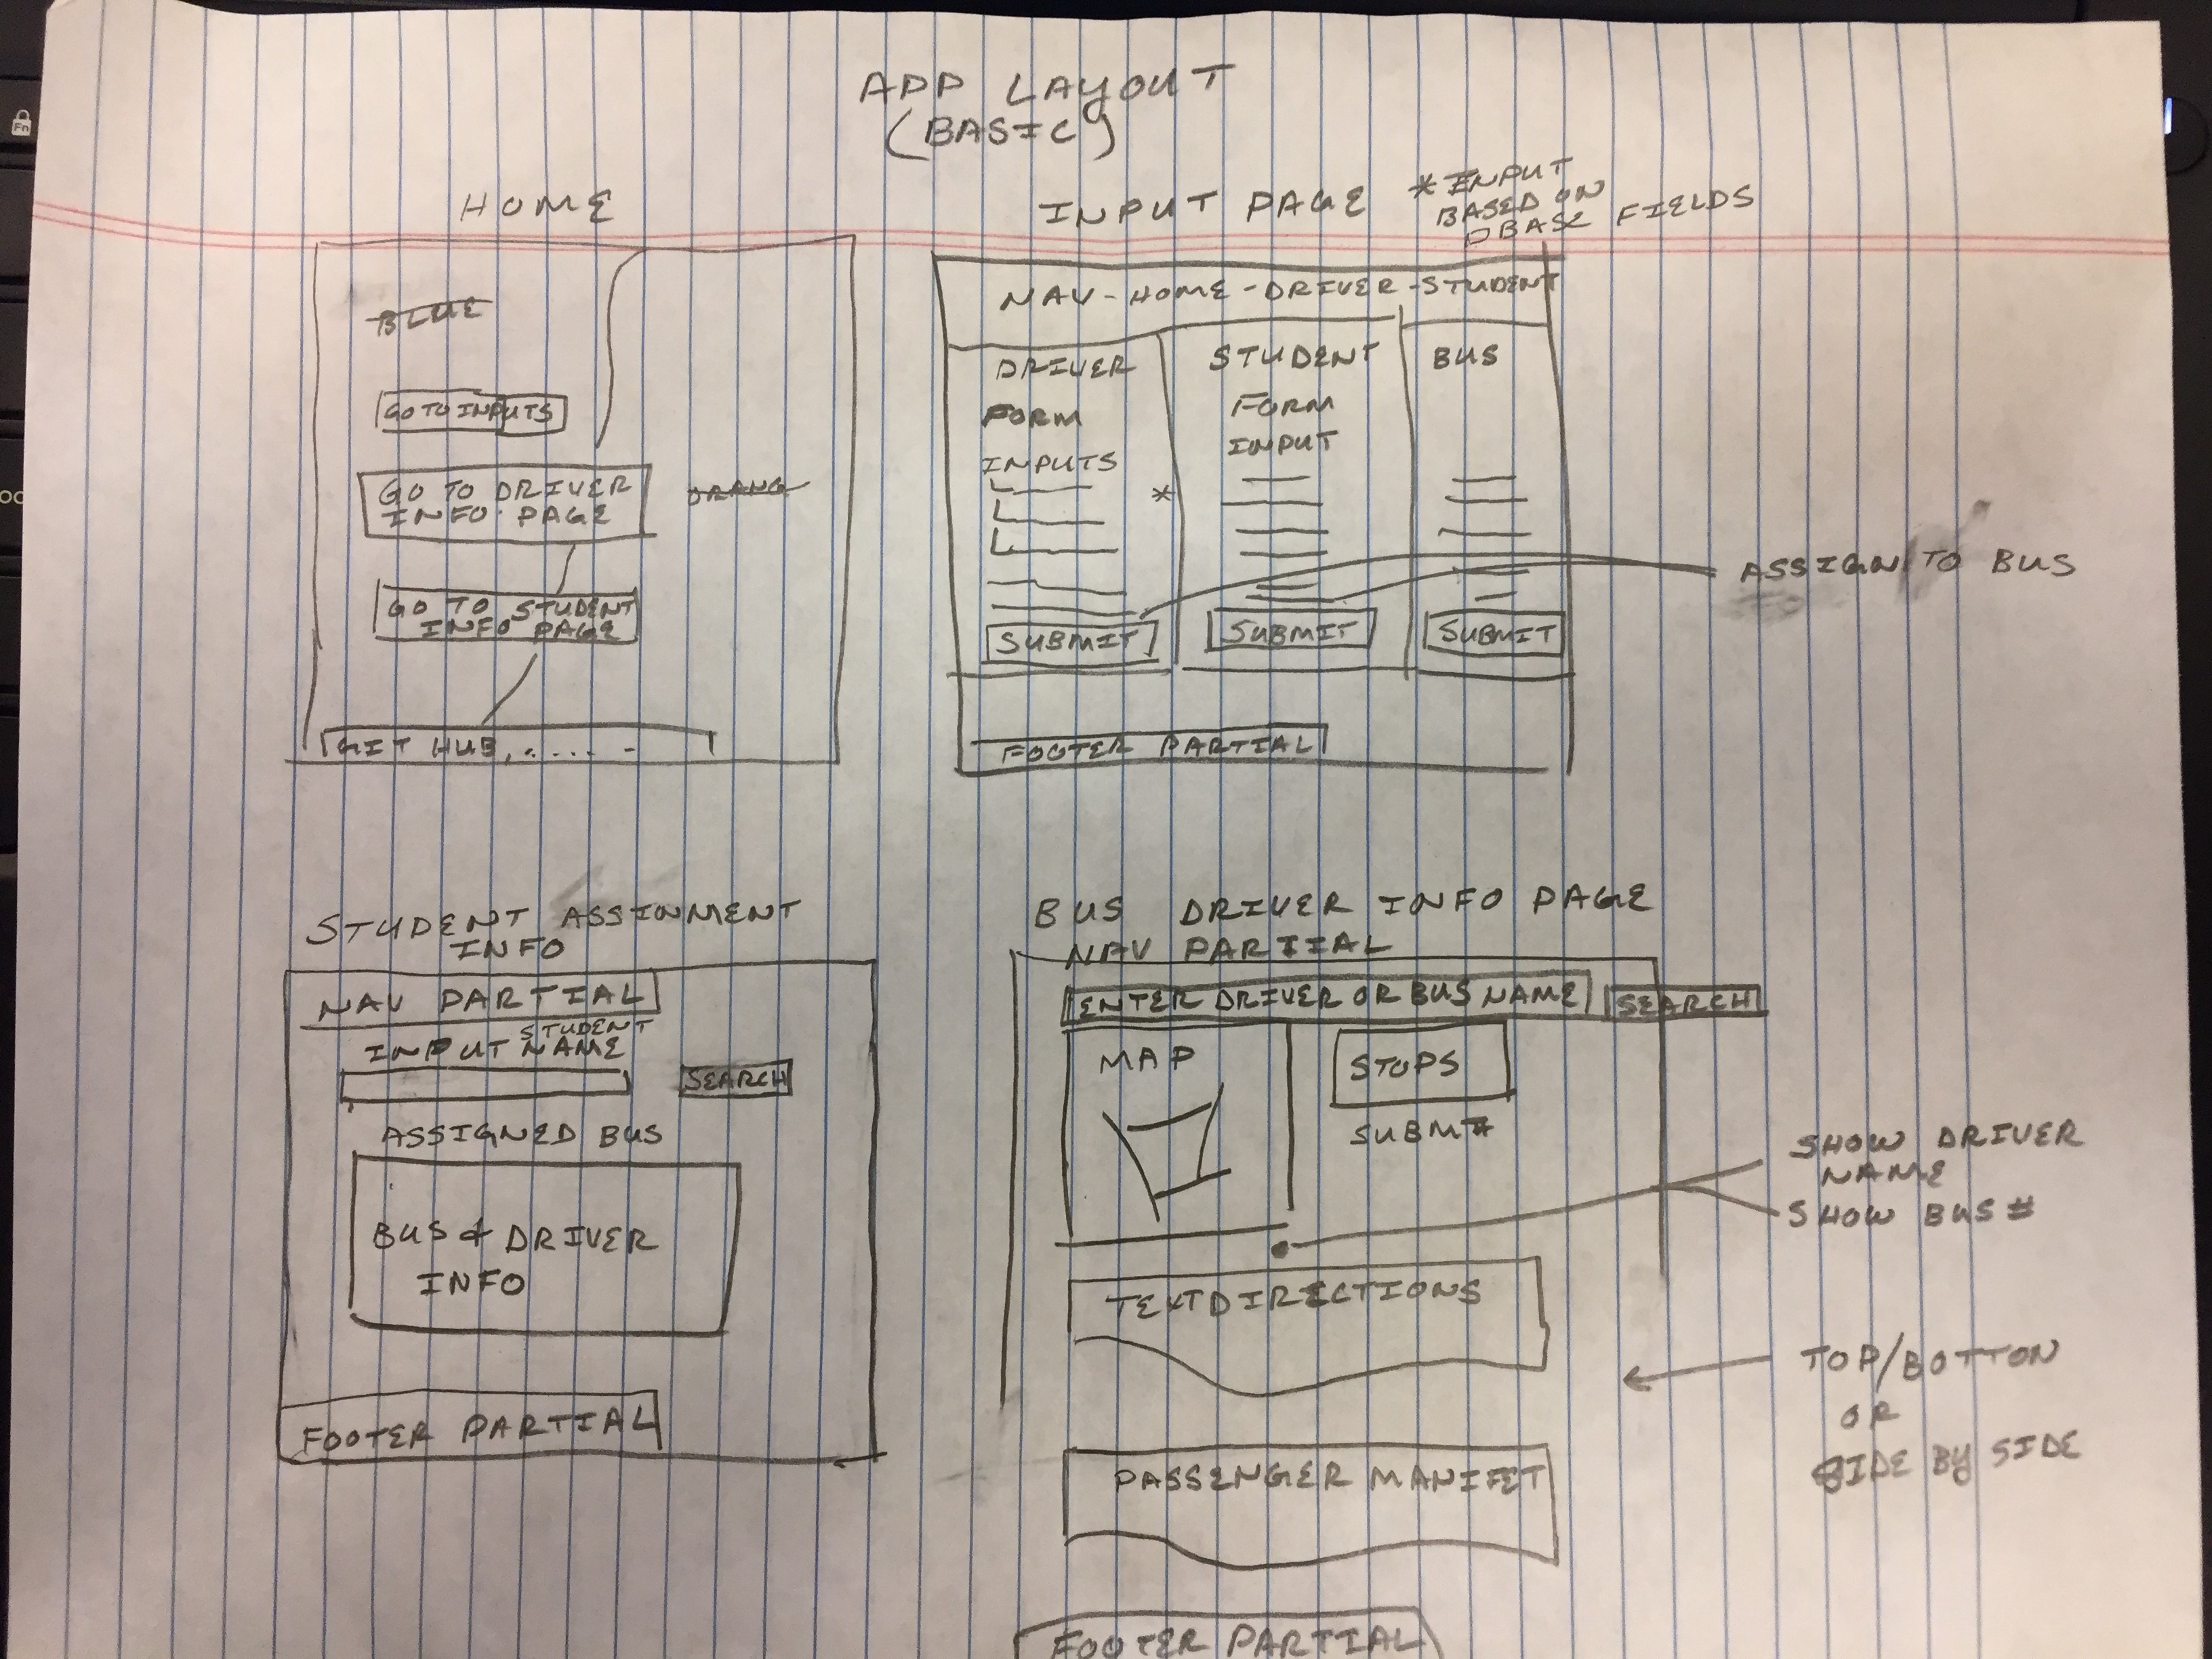 APP LAYOUT
(BASIC)
HOME
BLUE
GO TO INPUTS
GO TO DRIVER
INFO PAGE
ORANG
GO TO STUDENT
INFO PAGE
GIT HUB, . . . . . -
INPUT PAGE
*INPUT
BASED ON
DBASE FIELDS
NAV - HOME - DRIVER - STUDENT
DRIVER
FORM
INPUTS
*
SUBMIT
STUDENT
FORM
INPUT
SUBMIT
BUS
SUBMIT
ASSIGN TO BUS
FOOTER PARTIAL
STUDENT ASSINMENT
INFO
NAV PARTIAL
INPUT STUDENT NAME
SEARCH
ASSIGNED BUS
BUS & DRIVER
INFO
FOOTER PARTIAL
BUS DRIVER INFO PAGE
NAV PARTIAL
ENTER DRIVER OR BUS NAME
SEARCH
MAP
STOPS
SUBMIT
SHOW DRIVER
NAME
SHOW BUS #
TEXT DIRECTIONS
TOP/BOTTON
OR
SIDE BY SIDE
PASSENGER MANIFET
FOOTER PARTIAL
Fn